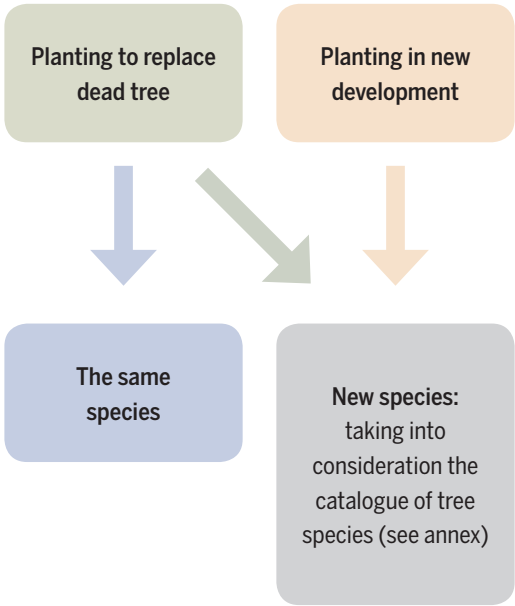 Planting to replace
dead tree
Planting in new
development
The same
species
New species:
taking into
consideration the
catalogue of tree
species (see annex)